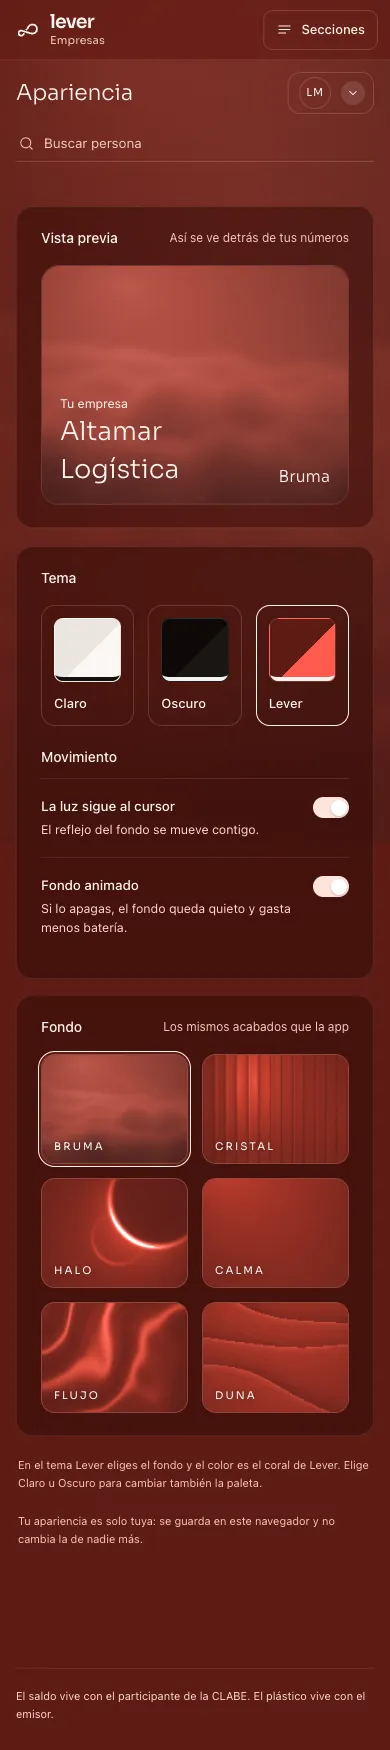 lever
Empresas
Secciones
Apariencia
LM
Buscar persona
Vista previa
Así se ve detrás de tus números
Tu empresa
Altamar
Logística
Bruma
Tema
Claro
Oscuro
Lever
Movimiento
La luz sigue al cursor
El reflejo del fondo se mueve contigo.
Fondo animado
Si lo apagas, el fondo queda quieto y gasta
menos batería.
Fondo
Los mismos acabados que la app
BRUMA
CRISTAL
HALO
CALMA
FLUJO
DUNA
En el tema Lever eliges el fondo y el color es el coral de Lever. Elige
Claro u Oscuro para cambiar también la paleta.
Tu apariencia es solo tuya: se guarda en este navegador y no
cambia la de nadie más.
El saldo vive con el participante de la CLABE. El plástico vive con el
emisor.